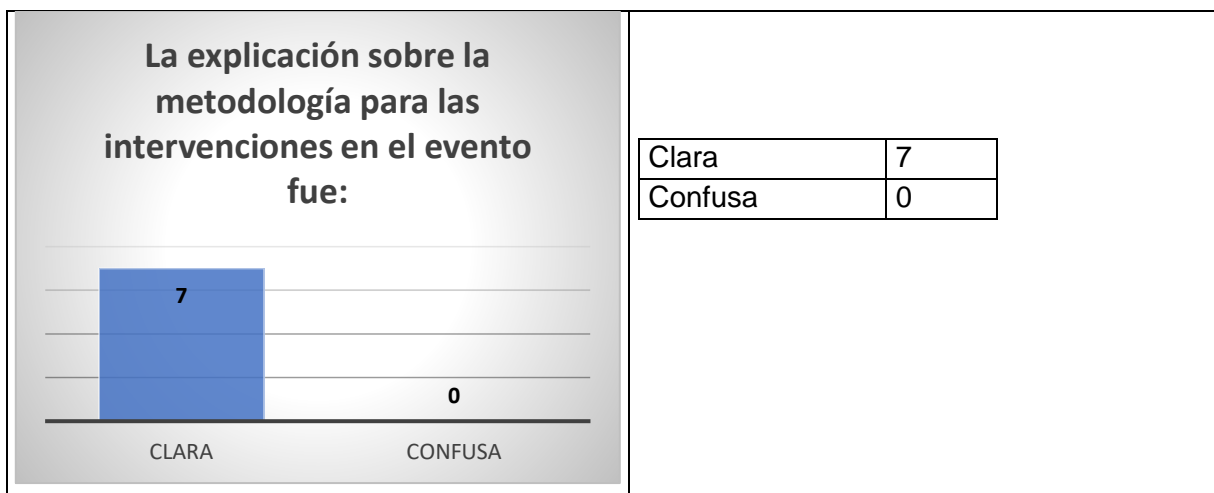 La explicación sobre la
metodología para las
intervenciones en el evento
fue:
7
0
CLARA CONFUSA
Clara 7
Confusa 0